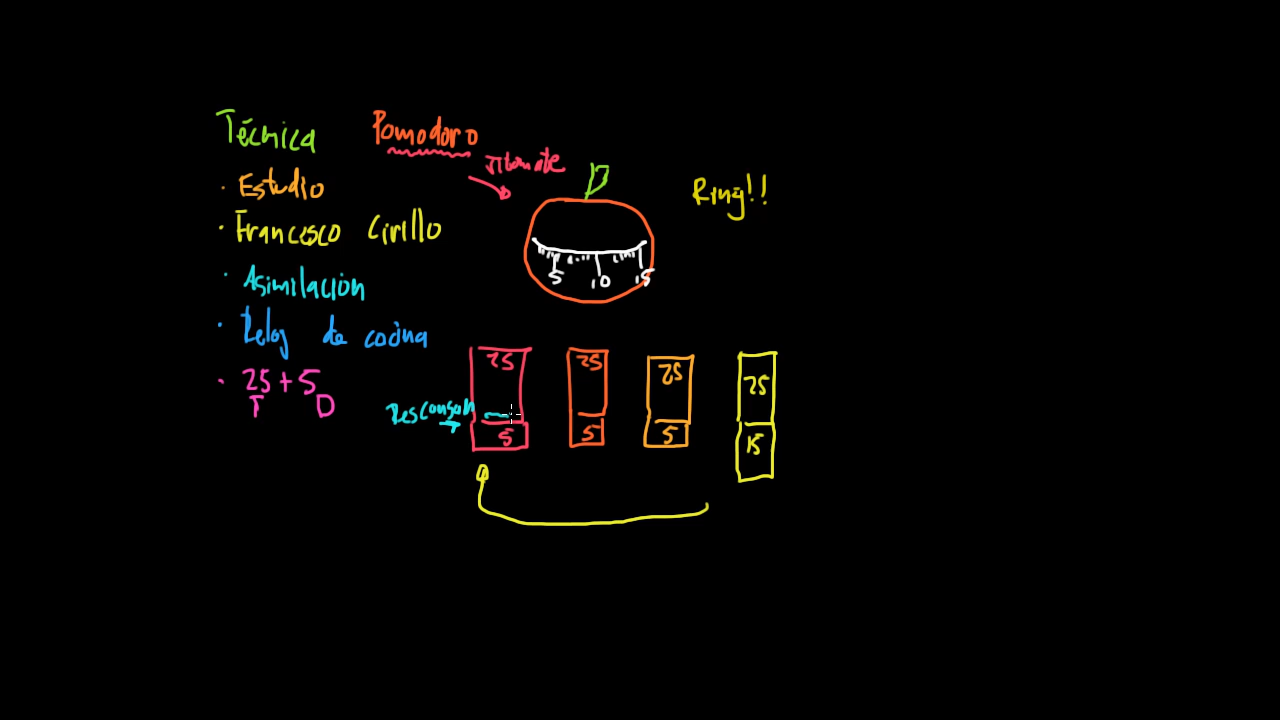 Técnica Pomodoro
Jitomate
· Estudio
Ring!!
· Francesco Cirillo
5 10 15
· Asimilación
· Reloj de cocina
25 25 25 25
· 25 + 5
T D
Descansar
5 5 5 15